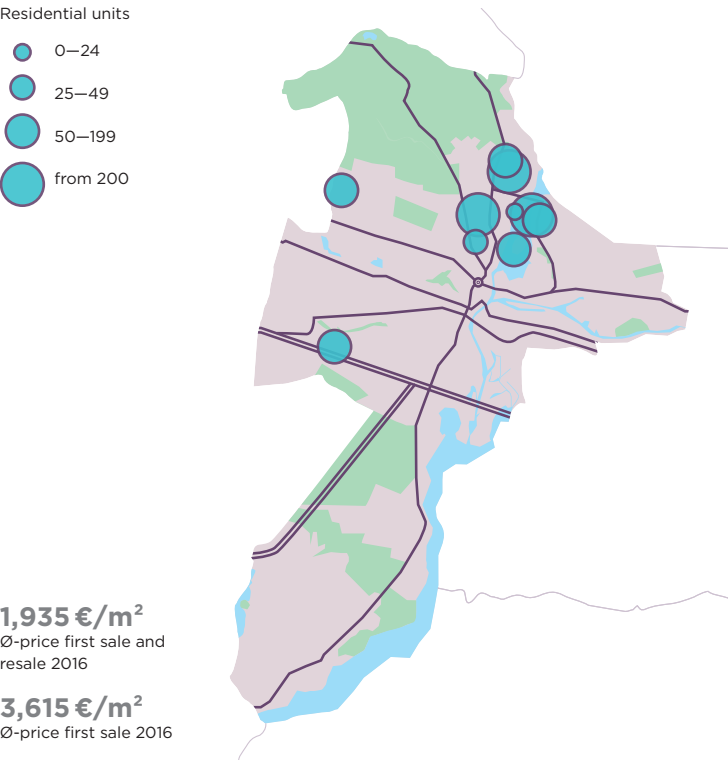 Residential units
0—24
25—49
50—199
from 200
1,935 €/m²
Ø-price first sale and
resale 2016
3,615 €/m²
Ø-price first sale 2016